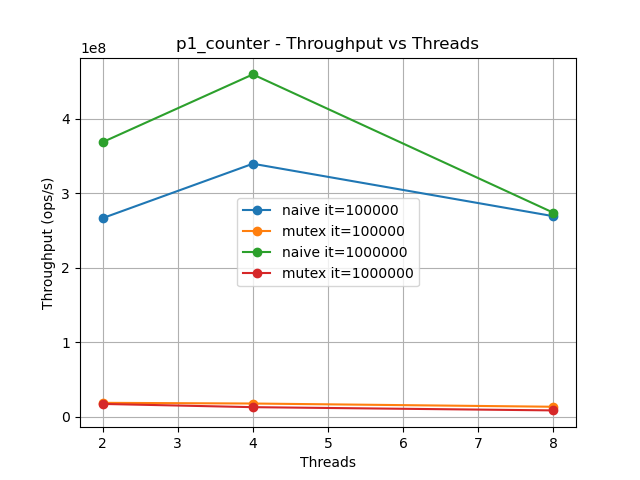 p1_counter - Throughput vs Threads
1e8
4
3
2
1
0
Throughput (ops/s)
naive it=100000
mutex it=100000
naive it=1000000
mutex it=1000000
2 3 4 5 6 7 8
Threads